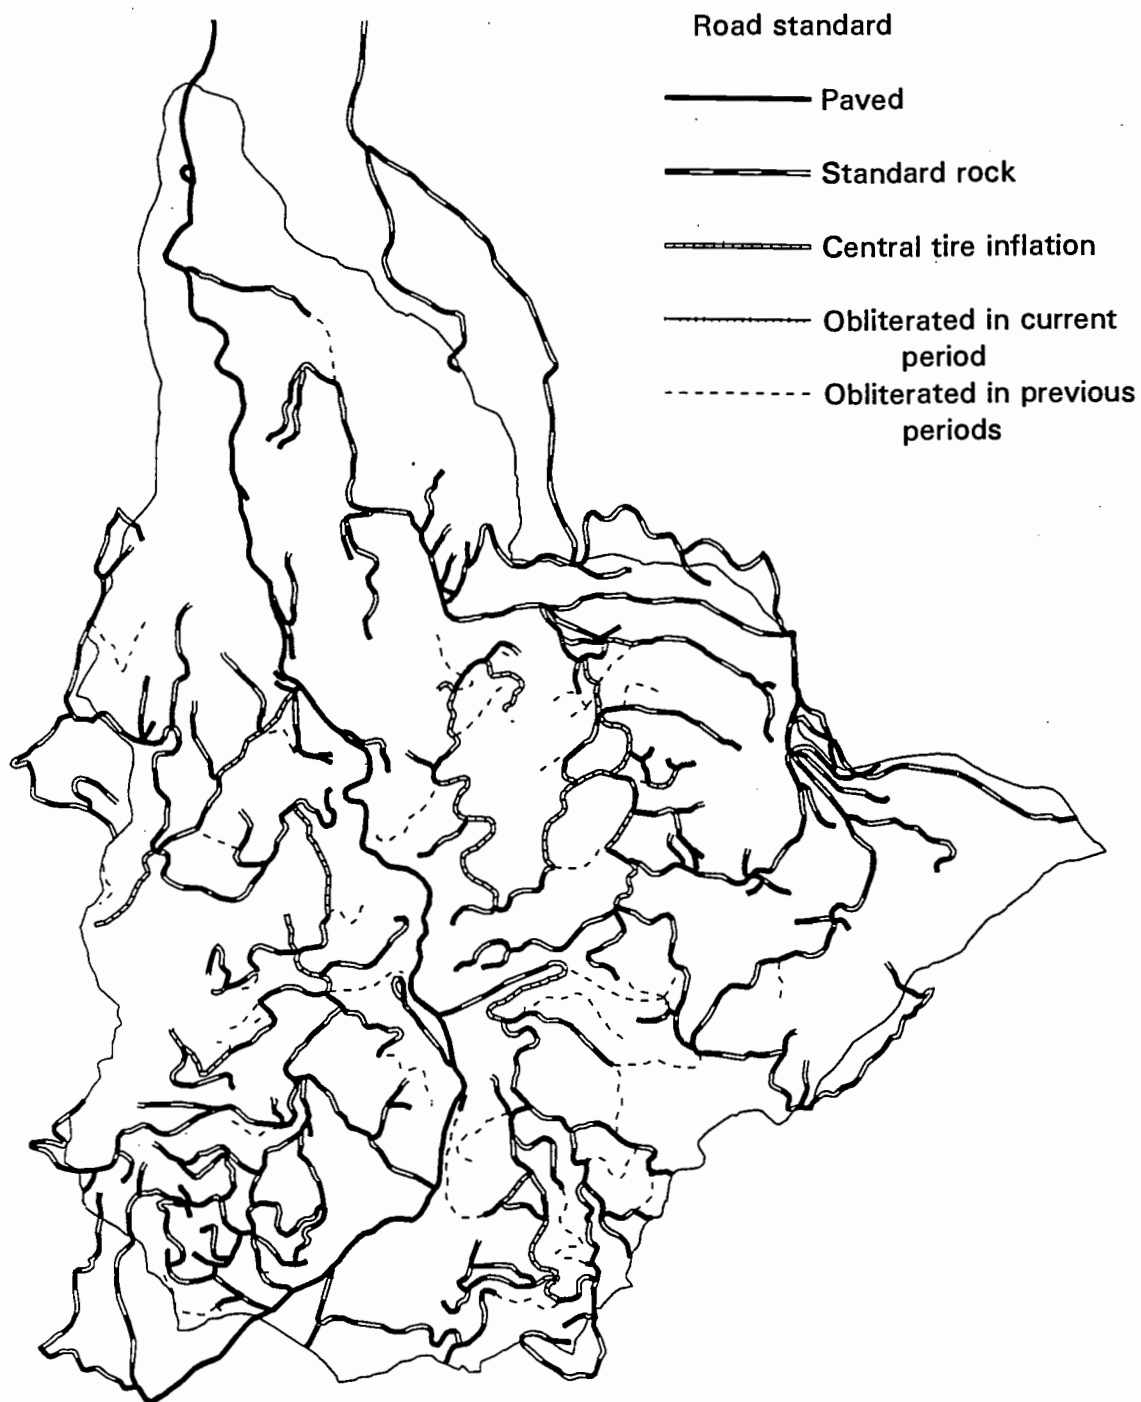 Road standard
Paved
Standard rock
Central tire inflation
Obliterated in current
period
Obliterated in previous
periods